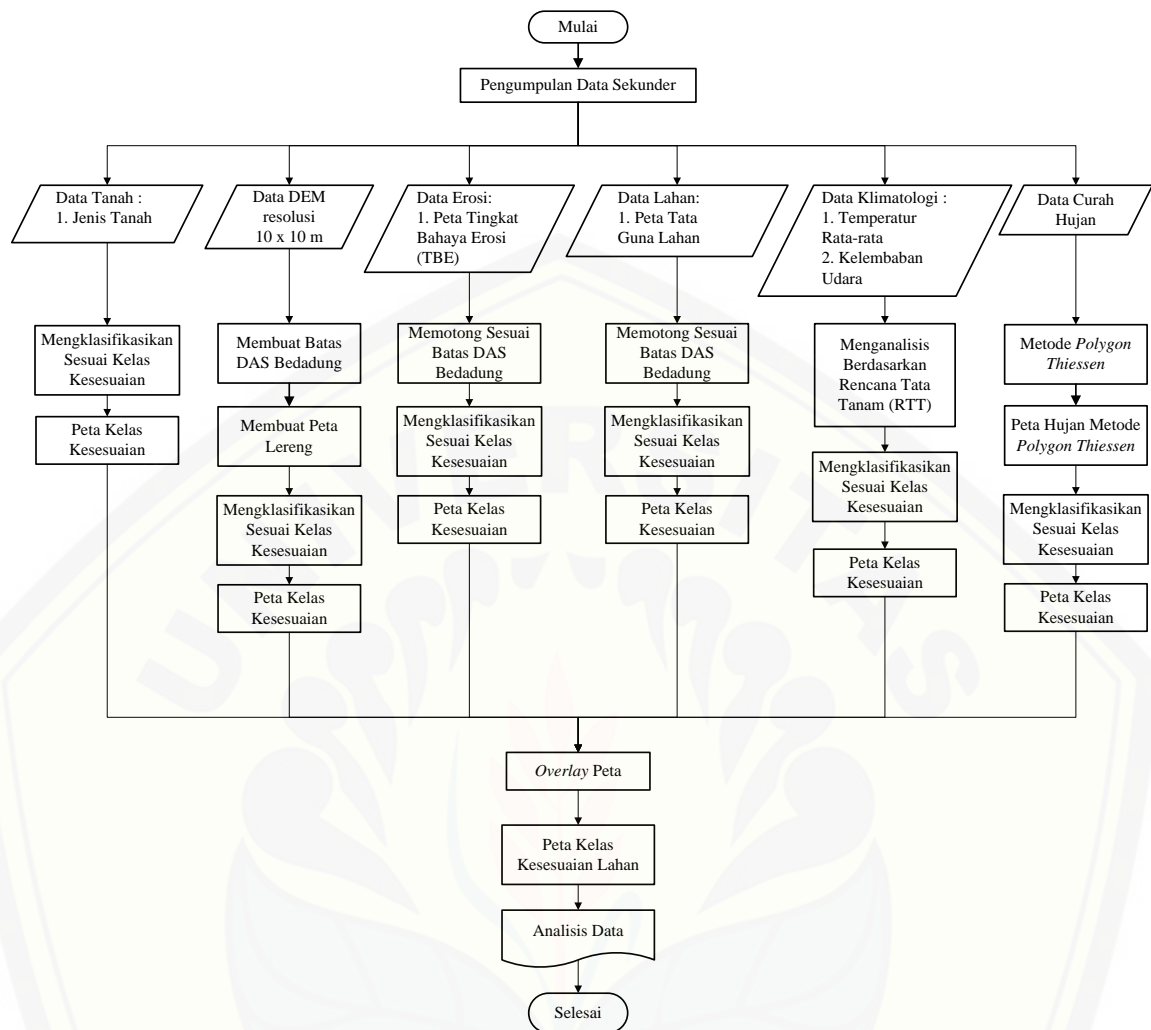 Mulai
Pengumpulan Data Sekunder
Data Tanah :
1. Jenis Tanah
Data DEM
resolusi
10 x 10 m
Data Erosi:
1. Peta Tingkat
Bahaya Erosi
(TBE)
Data Lahan:
1. Peta Tata
Guna Lahan
Data Klimatologi :
1. Temperatur
Rata-rata
2. Kelembaban
Udara
Data Curah
Hujan
Mengklasifikasikan
Sesuai Kelas
Kesesuaian
Peta Kelas
Kesesuaian
Membuat Batas
DAS Bedadung
Membuat Peta
Lereng
Mengklasifikasikan
Sesuai Kelas
Kesesuaian
Peta Kelas
Kesesuaian
Memotong Sesuai
Batas DAS
Bedadung
Mengklasifikasikan
Sesuai Kelas
Kesesuaian
Peta Kelas
Kesesuaian
Memotong Sesuai
Batas DAS
Bedadung
Mengklasifikasikan
Sesuai Kelas
Kesesuaian
Peta Kelas
Kesesuaian
Menganalisis
Berdasarkan
Rencana Tata
Tanam (RTT)
Mengklasifikasikan
Sesuai Kelas
Kesesuaian
Peta Kelas
Kesesuaian
Metode Polygon
Thiessen
Peta Hujan Metode
Polygon Thiessen
Mengklasifikasikan
Sesuai Kelas
Kesesuaian
Peta Kelas
Kesesuaian
Overlay Peta
Peta Kelas
Kesesuaian Lahan
Analisis Data
Selesai
UNIVERSITAS